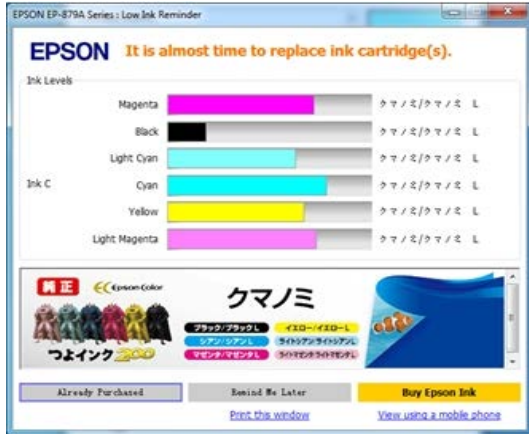 EPSON EP-879A Series : Low Ink Reminder
EPSON It is almost time to replace ink cartridge(s).
Ink Levels
Magenta クマノミ/クマノミ L
Black クマノミ/クマノミ L
Light Cyan クマノミ/クマノミ L
Ink C Cyan クマノミ/クマノミ L
Yellow クマノミ/クマノミ L
Light Magenta クマノミ/クマノミ L
純正 Epson Color
クマノミ
つよインク200
ブラック/ブラックL イエロー/イエローL
シアン/シアンL ライトシアン/ライトシアンL
マゼンタ/マゼンタL ライトマゼンタ/ライトマゼンタL
Already Purchased Remind Me Later Buy Epson Ink
Print this window View using a mobile phone